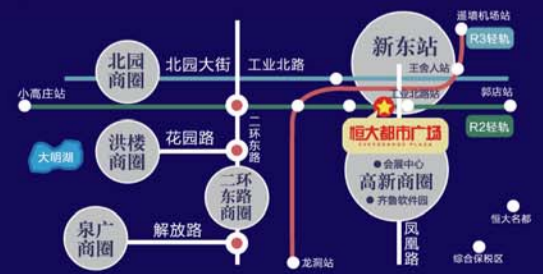 遥墙机场站
R3轻轨
新东站
王舍人站
北园
商圈
北园大街
工业北路
小高庄站
工业北路站
郭店站
R2轻轨
二环东路
恒大都市广场
EVERGRANDE PLAZA
大明湖
洪楼
商圈
花园路
会展中心
高新商圈
齐鲁软件园
二环
东路
商圈
泉广
商圈
解放路
龙洞站
凤凰路
恒大名都
综合保税区